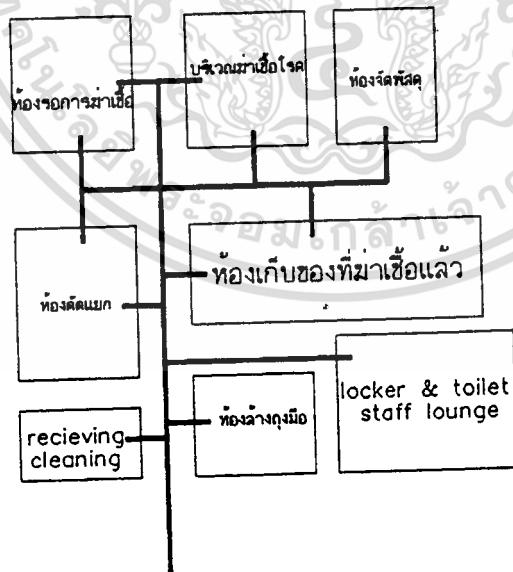 ห้องรอการฆ่าเชื้อ
บริเวณฆ่าเชื้อโรค
ห้องจัดพัสดุ
ห้องเก็บของที่ฆ่าเชื้อแล้ว
ห้องคัดแยก
locker & toilet
staff lounge
ห้องล้างถุงมือ
recieving
cleaning